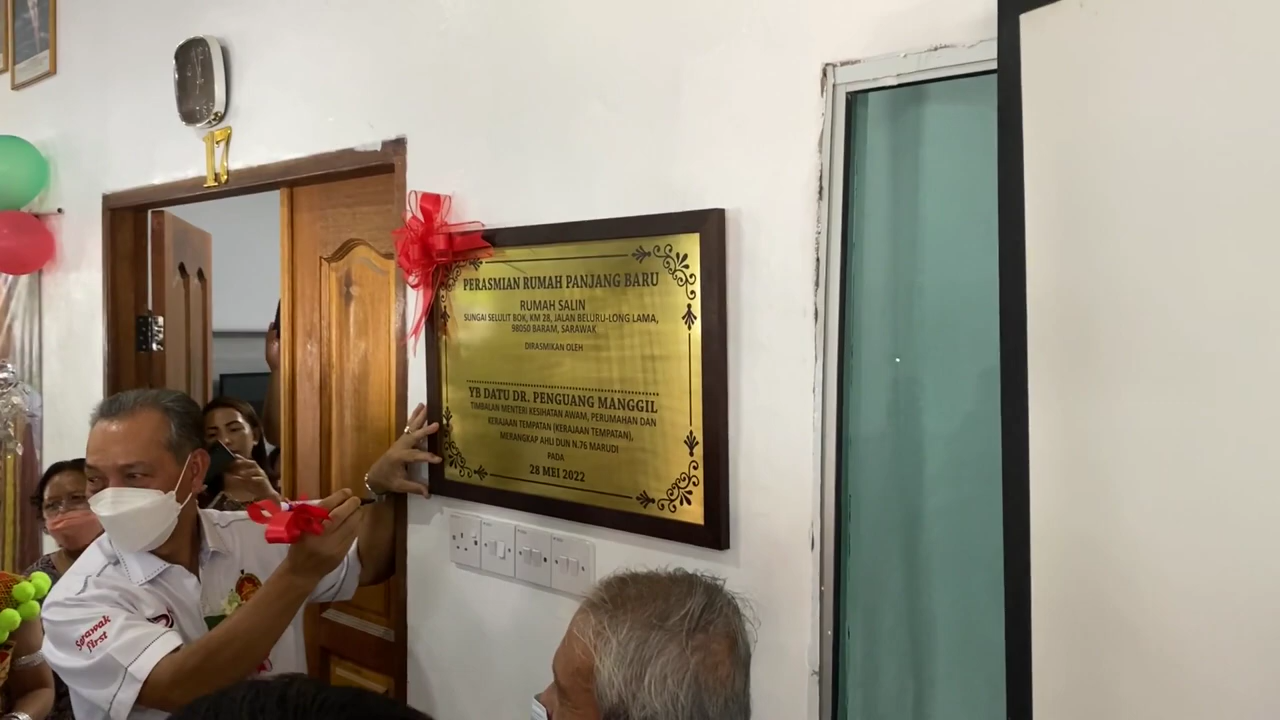 17
PERASMIAN RUMAH PANJANG BARU
RUMAH SALIN
SUNGAI SELULIT BOK, KM 28, JALAN BELURU-LONG LAMA,
98050 BARAM, SARAWAK
DIRASMIKAN OLEH
YB DATU DR. PENGUANG MANGGIL
TIMBALAN MENTERI KESIHATAN AWAM, PERUMAHAN DAN
KERAJAAN TEMPATAN (KERAJAAN TEMPATAN),
MERANGKAP AHLI DUN N.76 MARUDI
PADA
28 MEI 2022
Sarawak
first